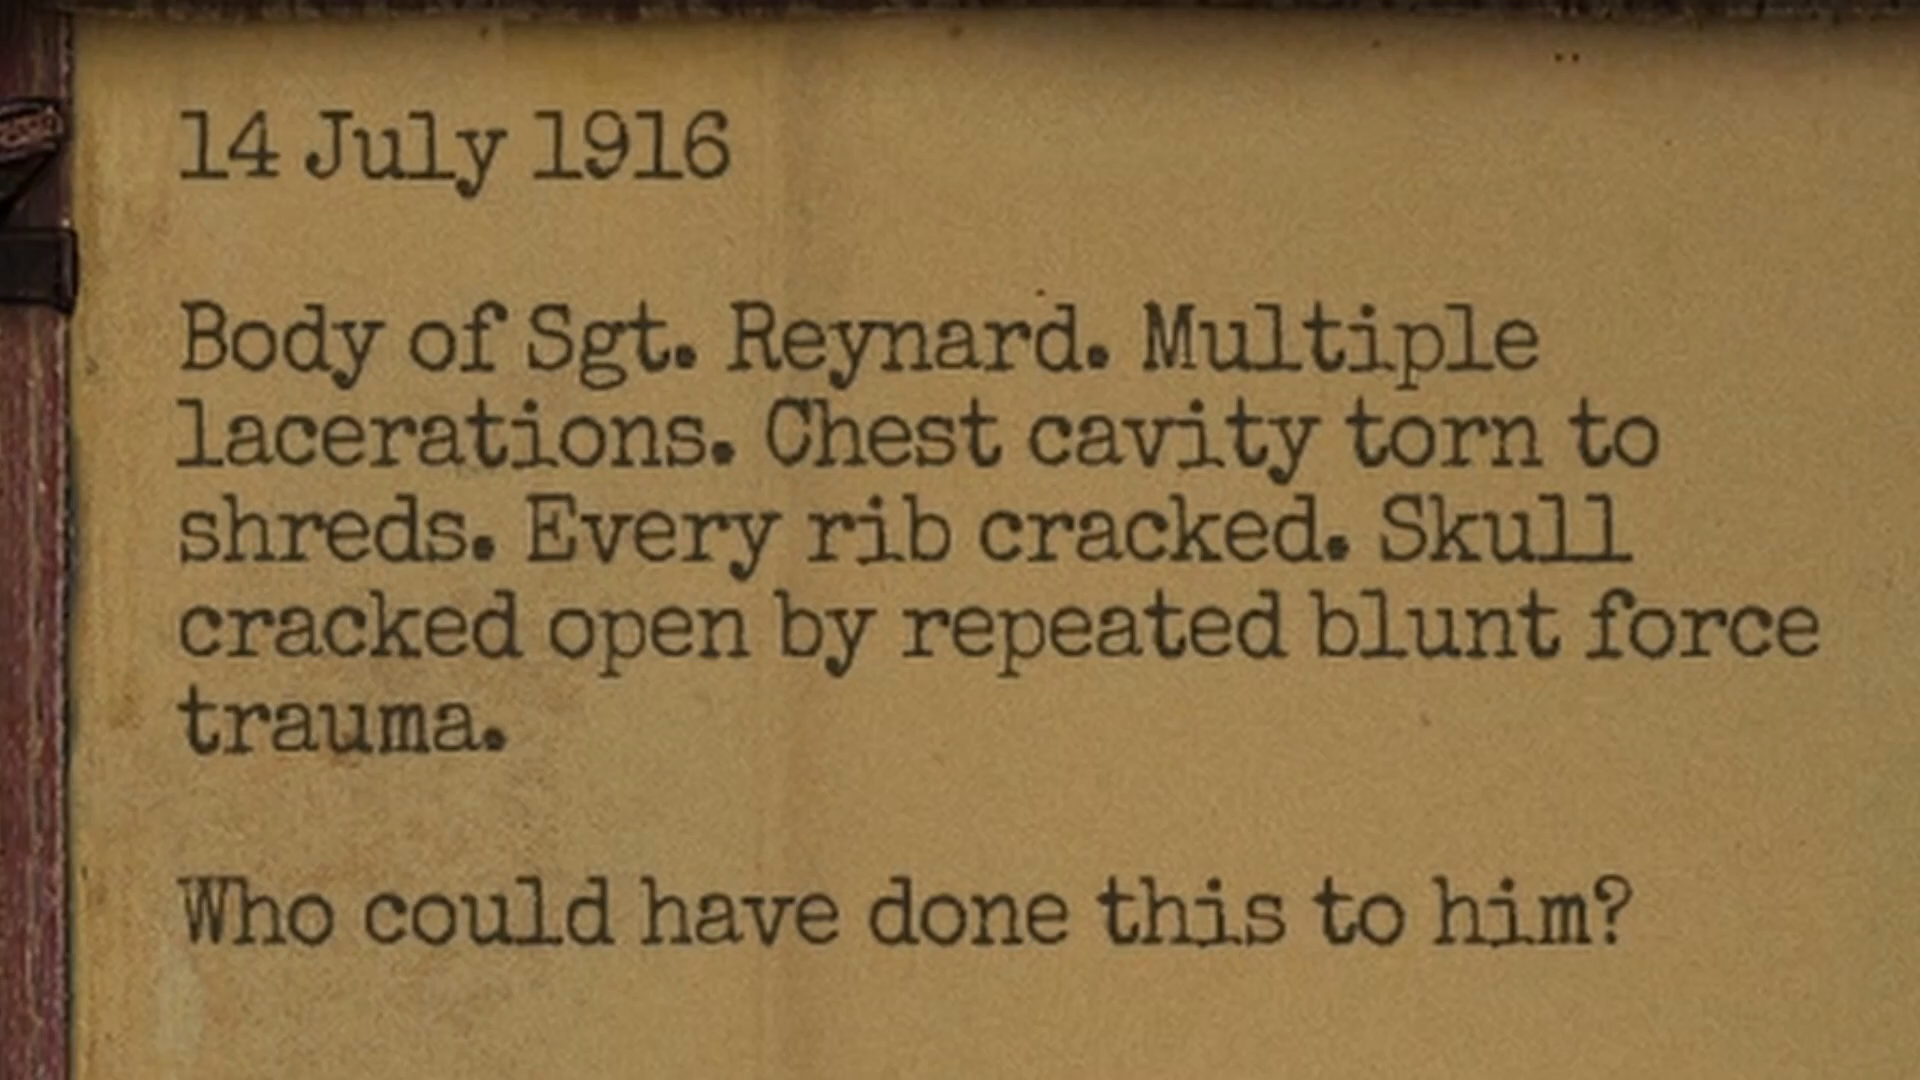 14 July 1916
Body of Sgt. Reynard. Multiple
lacerations. Chest cavity torn to
shreds. Every rib cracked. Skull
cracked open by repeated blunt force
trauma.
Who could have done this to him?